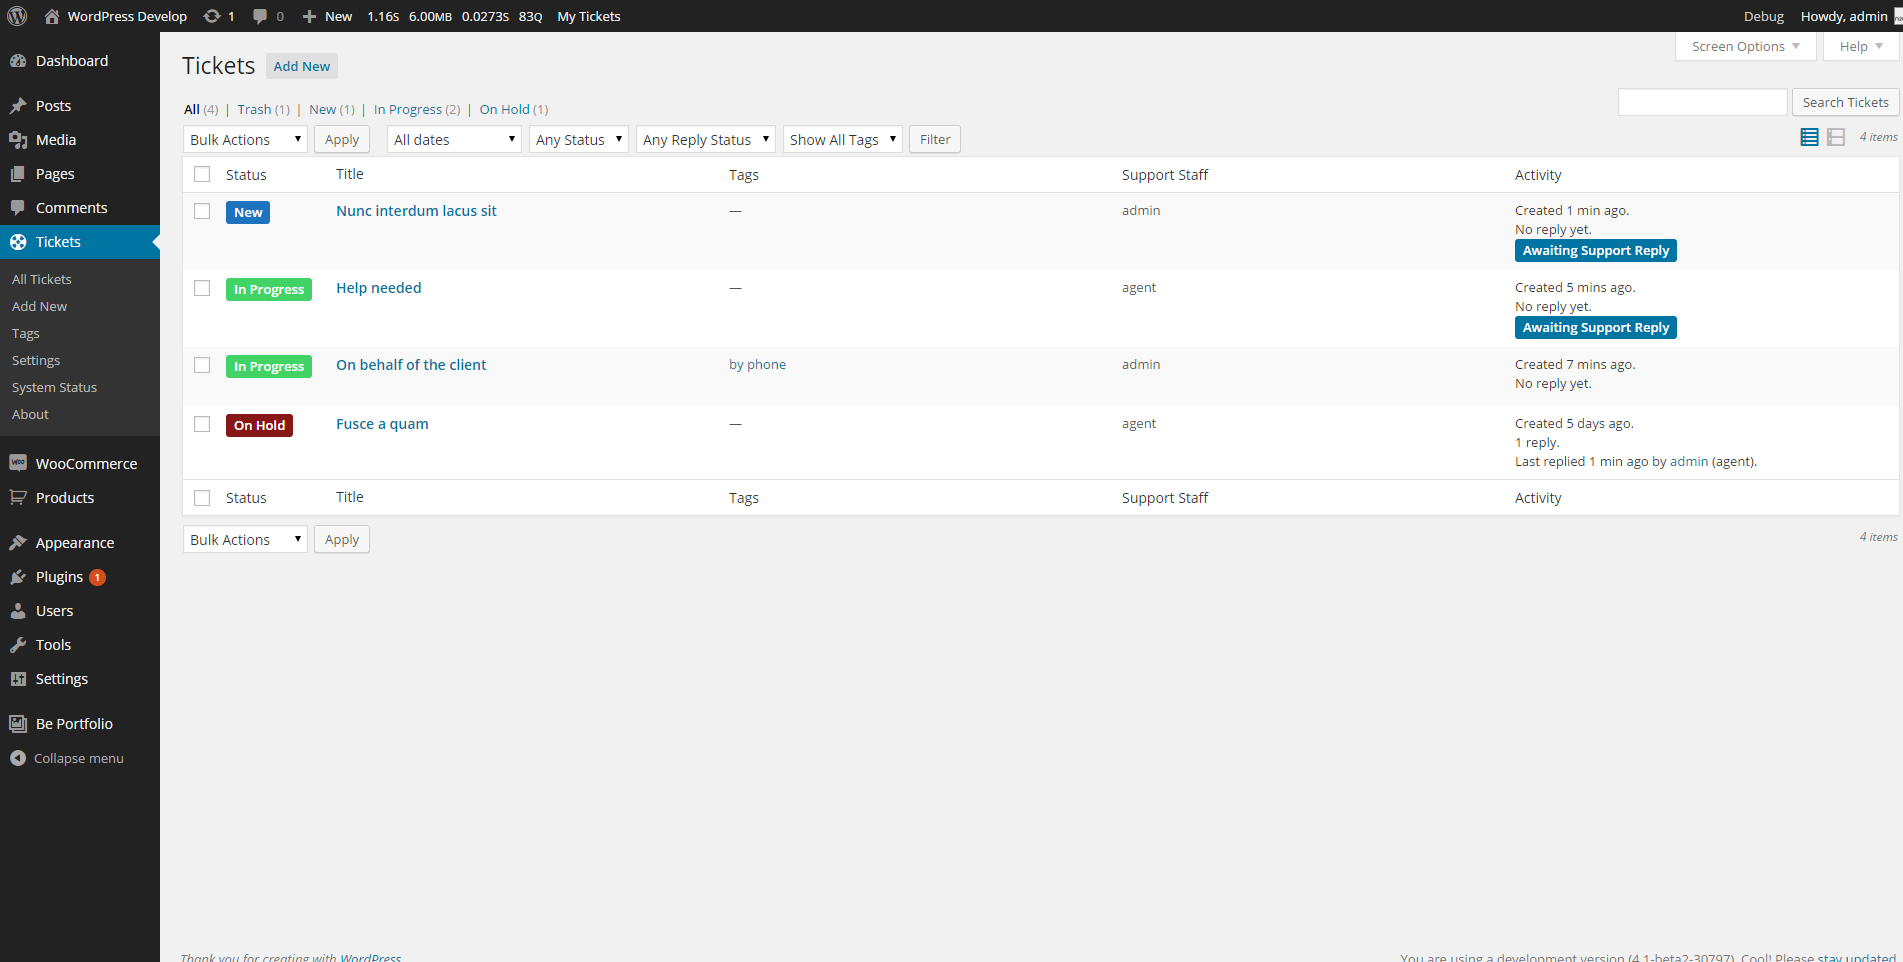 WordPress Develop 1 0 New 1.16S 6.00MB 0.0273S 83Q My Tickets Debug Howdy, admin
Screen Options Help
Dashboard
Posts
Media
Pages
Comments
Tickets
All Tickets
Add New
Tags
Settings
System Status
About
WooCommerce
Products
Appearance
Plugins 1
Users
Tools
Settings
Be Portfolio
Collapse menu
Tickets Add New
All (4) | Trash (1) | New (1) | In Progress (2) | On Hold (1)
Search Tickets
Bulk Actions Apply All dates Any Status Any Reply Status Show All Tags Filter 4 items
Status Title Tags Support Staff Activity
New Nunc interdum lacus sit — admin Created 1 min ago.
No reply yet.
Awaiting Support Reply
In Progress Help needed — agent Created 5 mins ago.
No reply yet.
Awaiting Support Reply
In Progress On behalf of the client by phone admin Created 7 mins ago.
No reply yet.
On Hold Fusce a quam — agent Created 5 days ago.
1 reply.
Last replied 1 min ago by admin (agent).
Status Title Tags Support Staff Activity
Bulk Actions Apply 4 items
Thank you for creating with WordPress You are using a development version (4.1-beta2-30797). Cool! Please stay updated